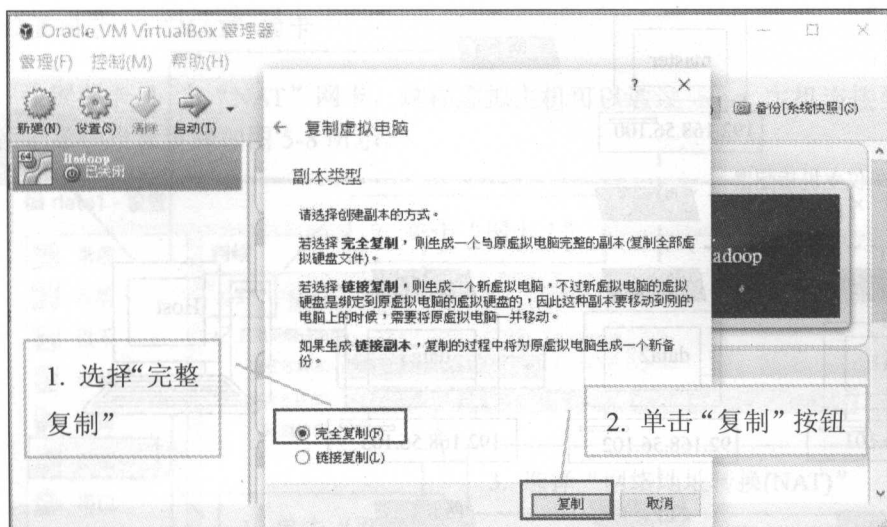 Oracle VM VirtualBox 管理器
管理(F) 控制(M) 帮助(H)
新建(N) 设置(S) 清除 启动(T)
备份[系统快照](S)
Hadoop
已关闭
? ×
← 复制虚拟电脑
副本类型
请选择创建副本的方式。
若选择 完全复制，则生成一个与原虚拟电脑完整的副本(复制全部虚
拟硬盘文件)。
若选择 链接复制，则生成一个新虚拟电脑，不过新虚拟电脑的虚拟
硬盘是绑定到原虚拟电脑的虚拟硬盘的，因此这种副本要移动到别的
电脑上的时候，需要将原虚拟电脑一并移动。
如果生成 链接副本，复制的过程中将为原虚拟电脑生成一个新备
份。
adoop
1. 选择“完整
复制”
完全复制(F)
链接复制(L)
2. 单击“复制”按钮
复制 取消